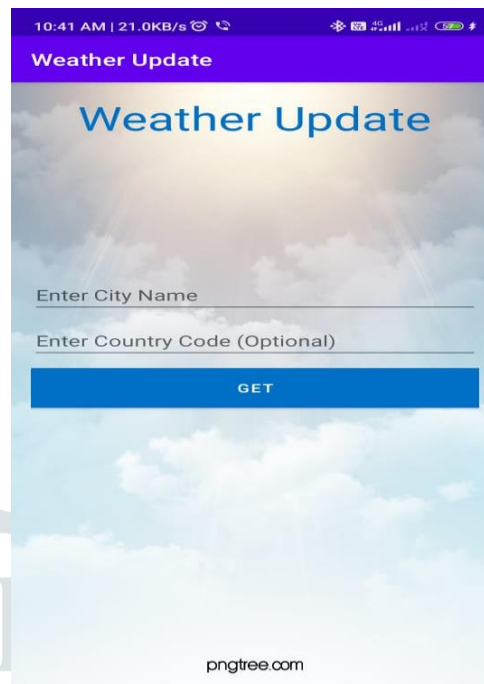 10:41 AM | 21.0KB/s
Weather Update
Weather Update
Enter City Name
Enter Country Code (Optional)
GET
pngtree.com